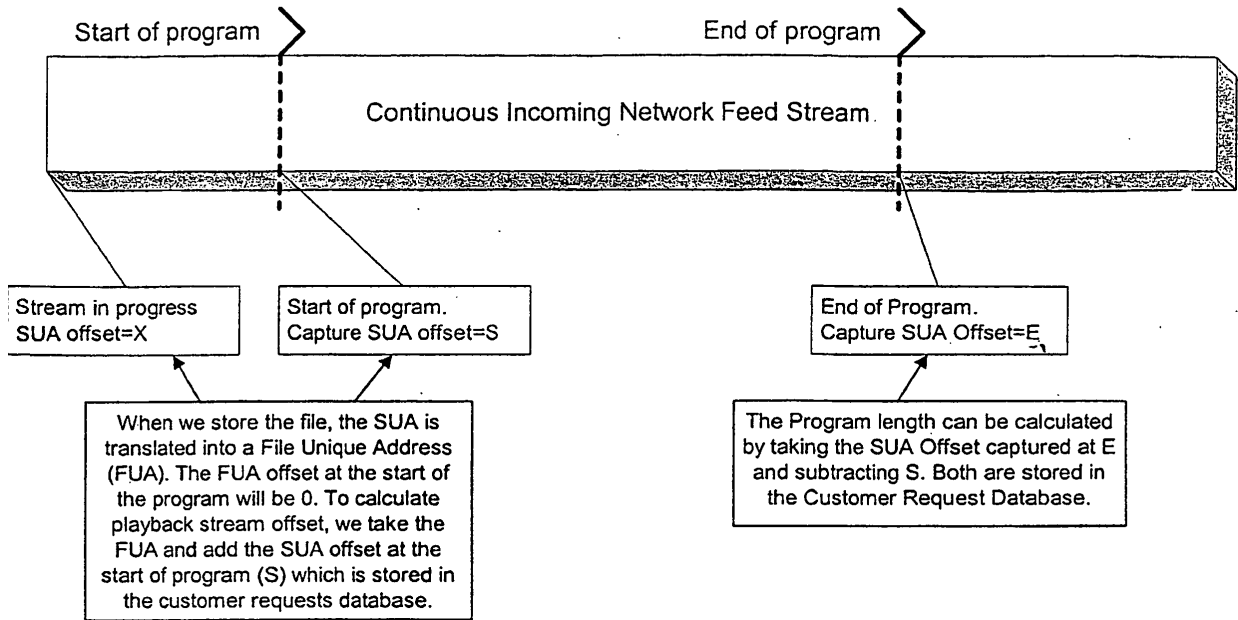 Start of program
End of program
Continuous Incoming Network Feed Stream
Stream in progress
SUA offset=X
Start of program.
Capture SUA offset=S
End of Program.
Capture SUA Offset=E
When we store the file, the SUA is
translated into a File Unique Address
(FUA). The FUA offset at the start of
the program will be 0. To calculate
playback stream offset, we take the
FUA and add the SUA offset at the
start of program (S) which is stored in
the customer requests database.
The Program length can be calculated
by taking the SUA Offset captured at E
and subtracting S. Both are stored in
the Customer Request Database.